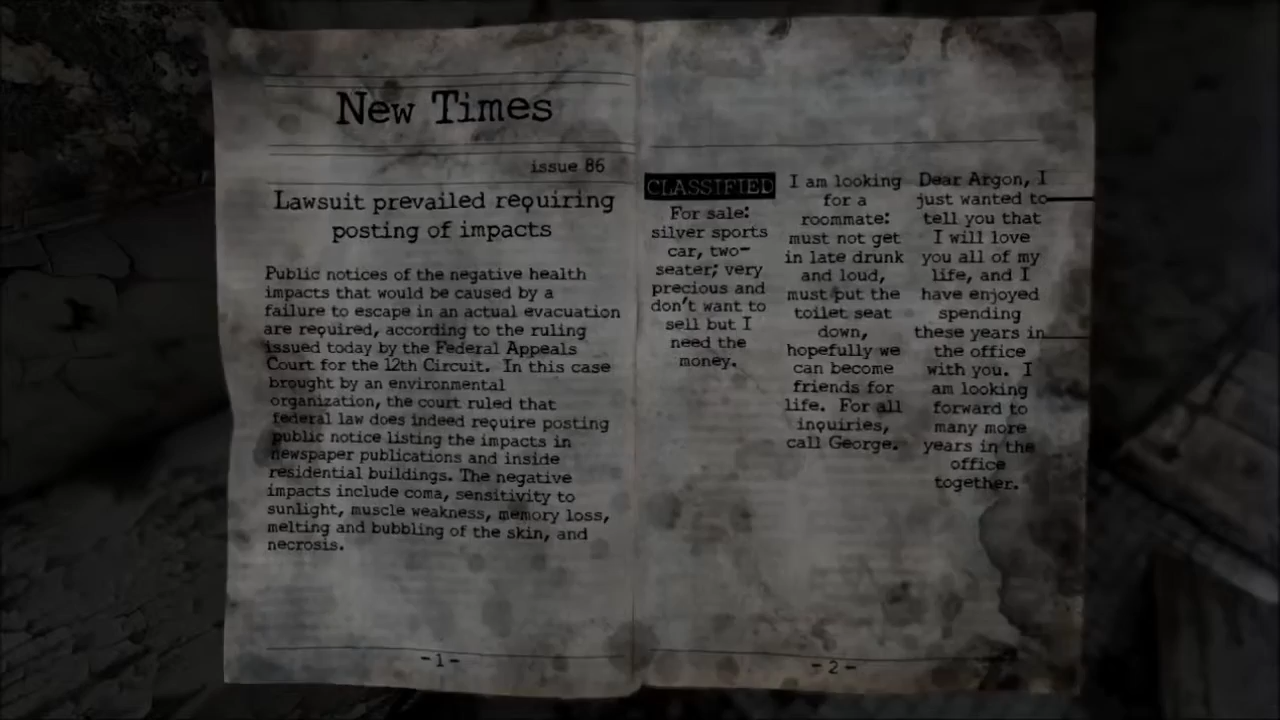 New Times
issue 86
Lawsuit prevailed requiring
posting of impacts
Public notices of the negative health
impacts that would be caused by a
failure to escape in an actual evacuation
are required, according to the ruling
issued today by the Federal Appeals
Court for the 12th Circuit. In this case
brought by an environmental
organization, the court ruled that
federal law does indeed require posting
public notice listing the impacts in
newspaper publications and inside
residential buildings. The negative
impacts include coma, sensitivity to
sunlight, muscle weakness, memory loss,
melting and bubbling of the skin, and
necrosis.
-1-
CLASSIFIED
For sale:
silver sports
car, two-
seater; very
precious and
don't want to
sell but I
need the
money.
I am looking
for a
roommate:
must not get
in late drunk
and loud,
must put the
toilet seat
down,
hopefully we
can become
friends for
life. For all
inquiries,
call George.
Dear Argon, I
just wanted to
tell you that
I will love
you all of my
life, and I
have enjoyed
spending
these years in
the office
with you. I
am looking
forward to
many more
years in the
office
together.
-2-